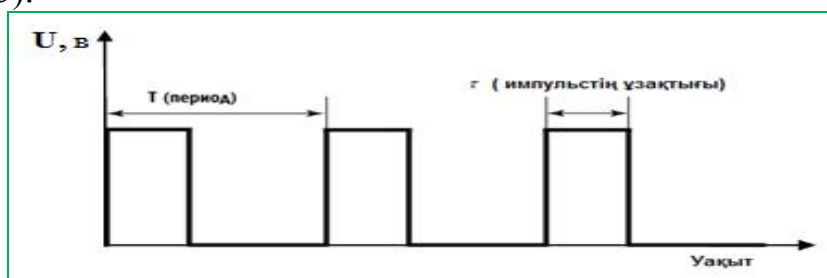 U, в
T (период)
τ ( импульстің ұзақтығы)
Уақыт